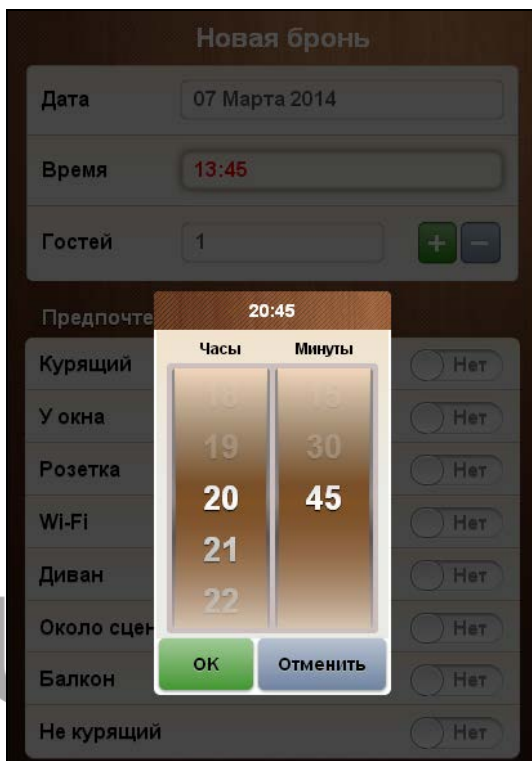 Новая бронь
Дата 07 Марта 2014
Время 13:45
Гостей 1 + −
Предпочте
20:45
Часы Минуты
18 15
19 30
20 45
21
22
ОК Отменить
Курящий Нет
У окна Нет
Розетка Нет
Wi-Fi Нет
Диван Нет
Около сцен Нет
Балкон Нет
Не курящий Нет